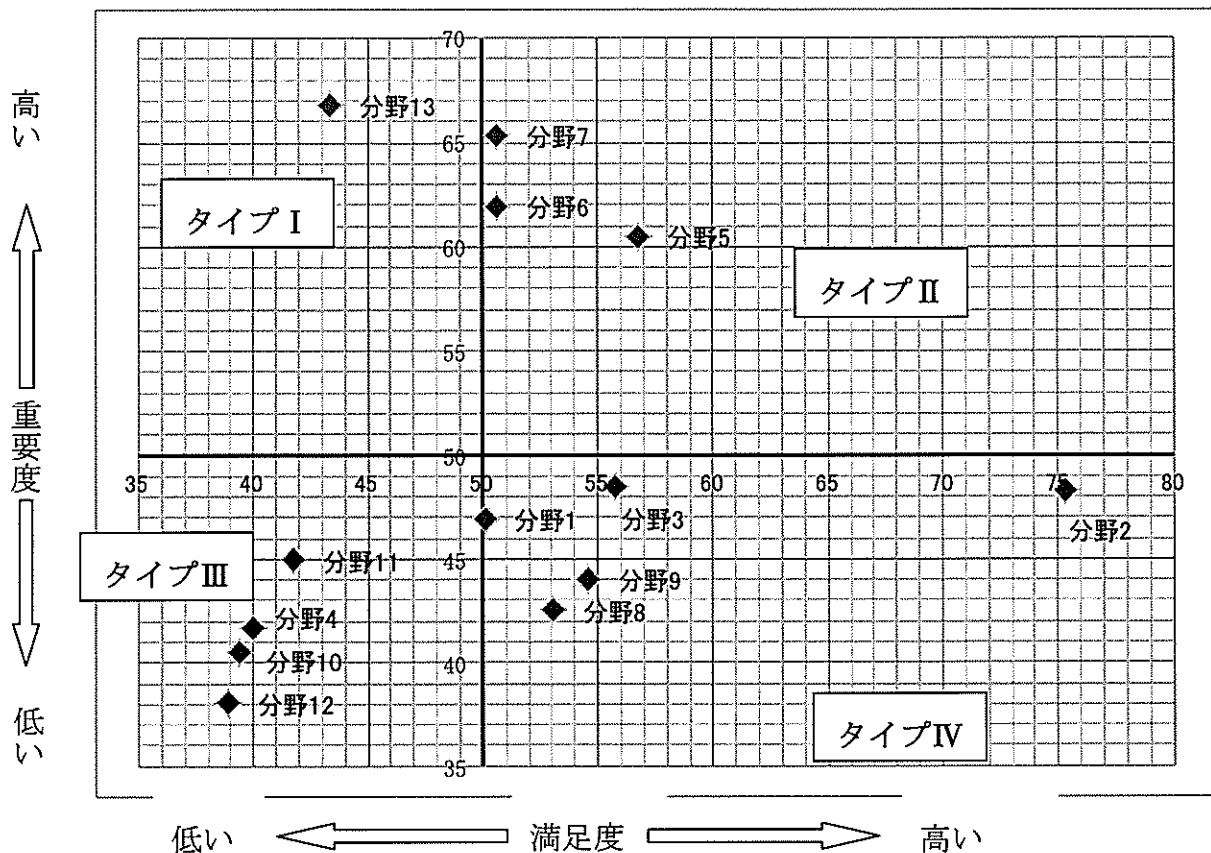 70
高い
分野13
分野7
65
タイプⅠ
分野6
分野5
60
タイプⅡ
55
重要度
50
35
40
45
50
55
60
65
70
75
80
分野1
分野3
分野2
タイプⅢ
分野11
45
分野9
分野8
分野4
分野10
40
分野12
低い
タイプⅣ
35
低い
満足度
高い